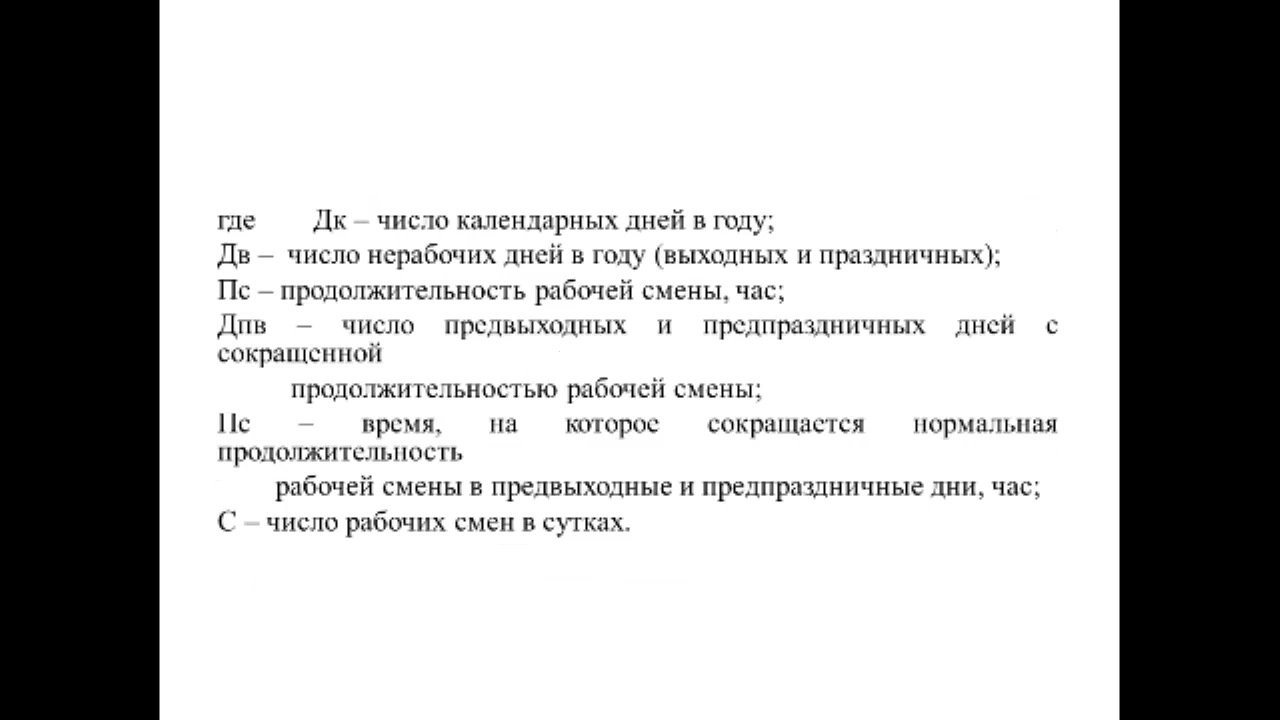 где Дк – число календарных дней в году;
Дв – число нерабочих дней в году (выходных и праздничных);
Пс – продолжительность рабочей смены, час;
Дпв – число предвыходных и предпраздничных дней с
сокращенной
продолжительностью рабочей смены;
Пс – время, на которое сокращается нормальная
продолжительность
рабочей смены в предвыходные и предпраздничные дни, час;
С – число рабочих смен в сутках.